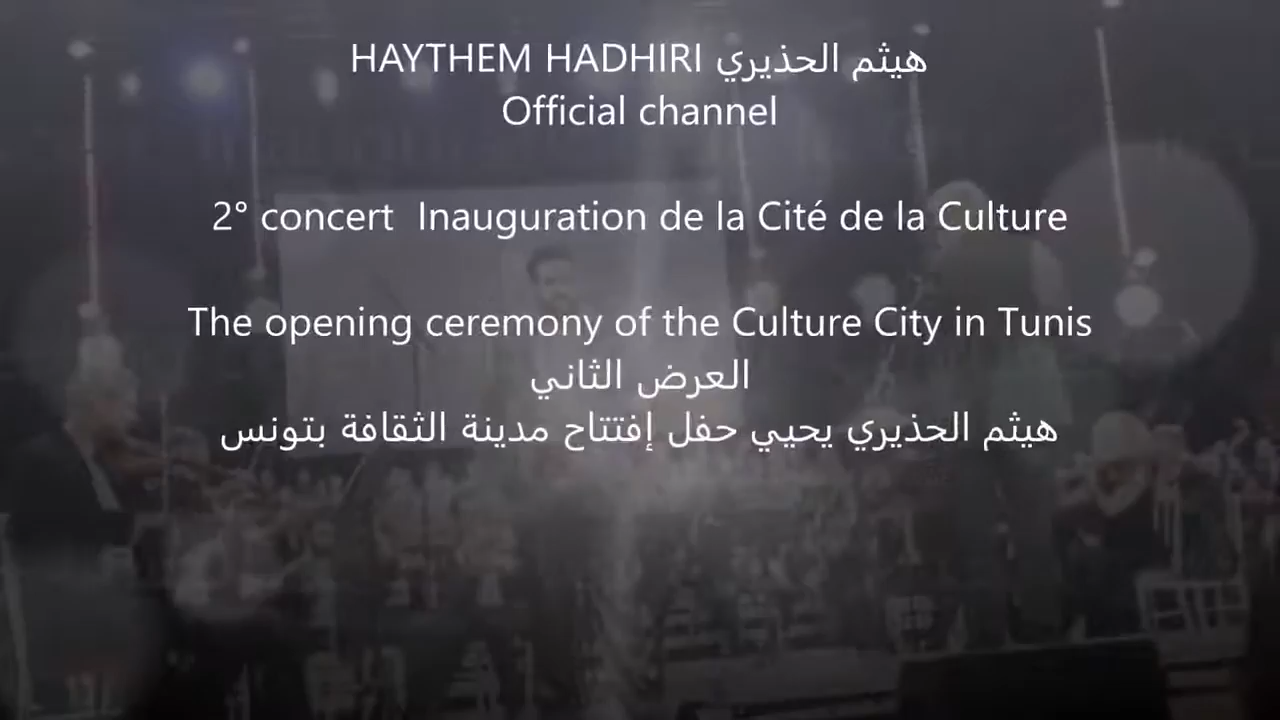 HAYTHEM HADHIRI هيثم الحذيري
Official channel
2° concert  Inauguration de la Cité de la Culture
The opening ceremony of the Culture City in Tunis
العرض الثاني
هيثم الحذيري يحيي حفل إفتتاح مدينة الثقافة بتونس